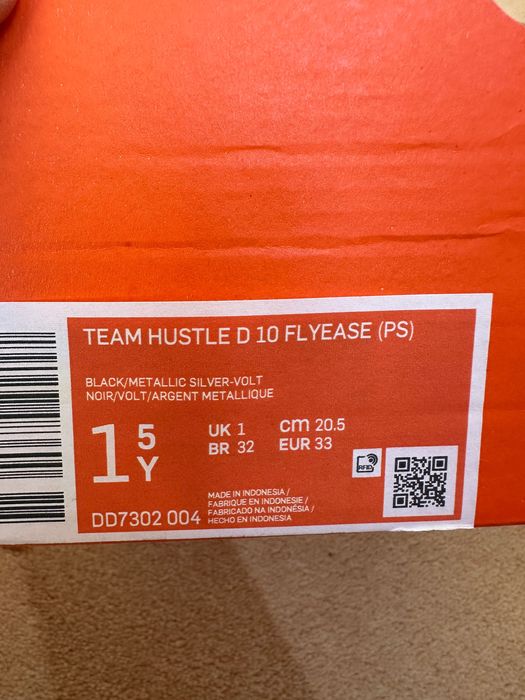 TEAM HUSTLE D 10 FLYEASE (PS)
BLACK/METALLIC SILVER-VOLT
NOIR/VOLT/ARGENT METALLIQUE
1 5 Y
UK 1 cm 20.5
BR 32 EUR 33
RFID
DD7302 004
MADE IN INDONESIA /
FABRIQUE EN INDONESIE /
FABRICADO NA INDONÉSIA /
HECHO EN INDONESIA